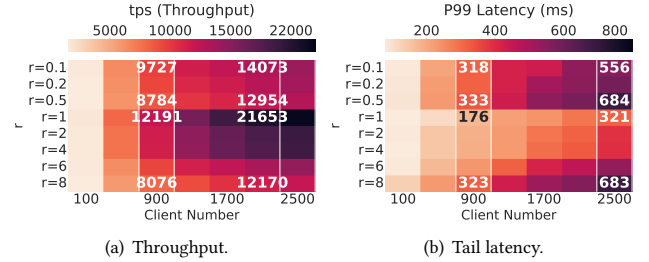 tps (Throughput)
5000 10000 15000 22000
r
r=0.1 9727 14073
r=0.2
r=0.5 8784 12954
r=1 12191 21653
r=2
r=4
r=6
r=8 8076 12170
100 900 1700 2500
Client Number
(a) Throughput.
P99 Latency (ms)
200 400 600 800
r
r=0.1 318 556
r=0.2
r=0.5 333 684
r=1 176 321
r=2
r=4
r=6
r=8 323 683
100 900 1700 2500
Client Number
(b) Tail latency.